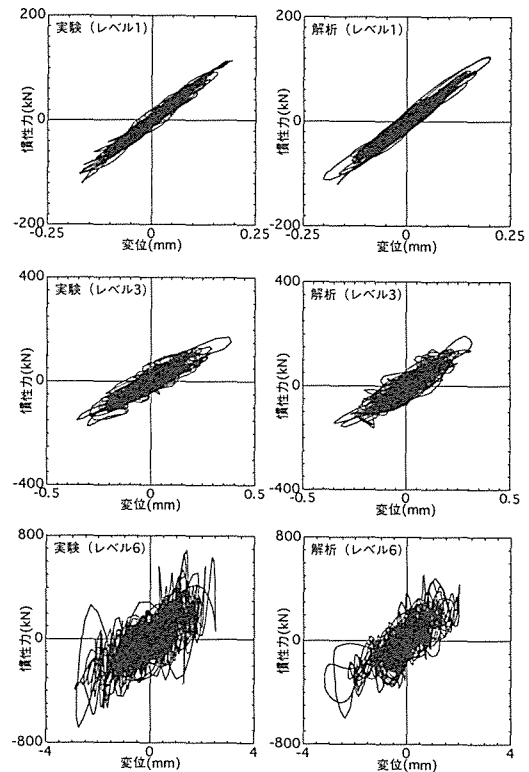 200
実験（レベル1）
慣性力(kN)
0
-200
-0.25
0
0.25
変位(mm)
200
解析（レベル1）
慣性力(kN)
0
-200
-0.25
0
0.25
変位(mm)
400
実験（レベル3）
慣性力(kN)
0
-400
-0.5
0
0.5
変位(mm)
400
解析（レベル3）
慣性力(kN)
0
-400
-0.5
0
0.5
変位(mm)
800
実験（レベル6）
慣性力(kN)
0
-800
-4
0
4
変位(mm)
800
解析（レベル6）
慣性力(kN)
0
-800
-4
0
4
変位(mm)